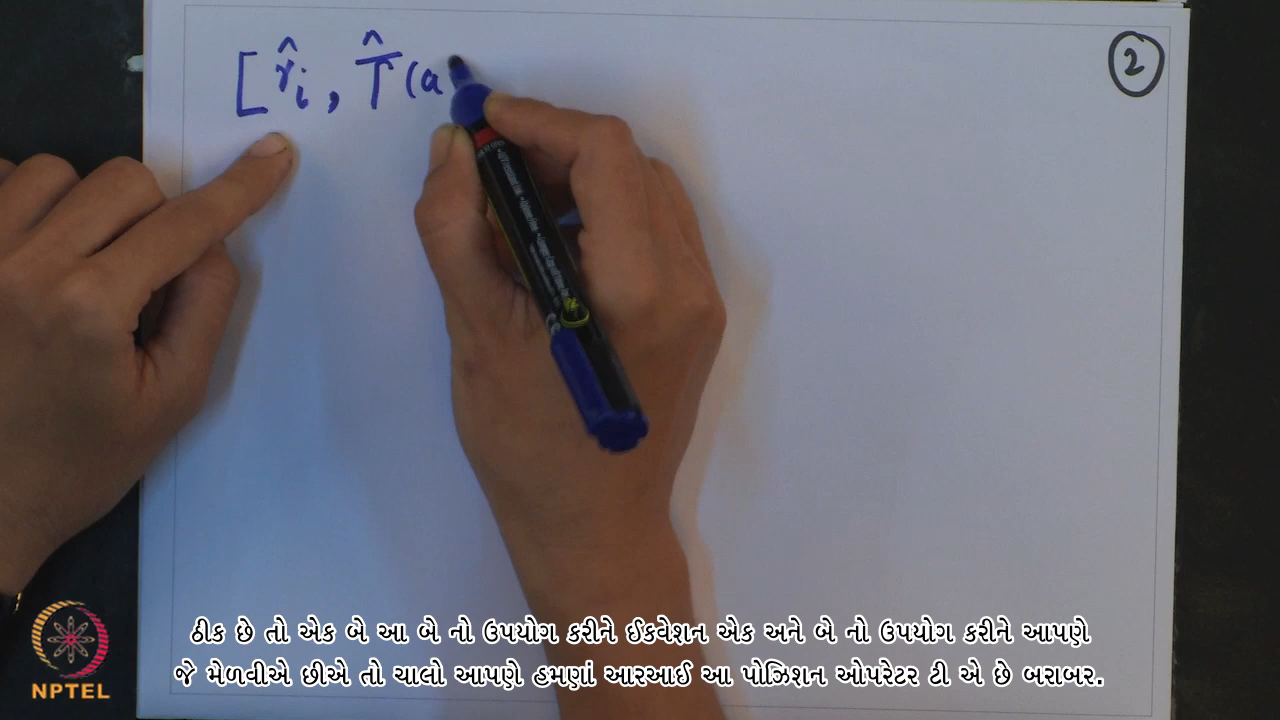 [ r̂ᵢ , T̂ (a
2
ઠીક છે તો એક બે આ બે નો ઉપયોગ કરીને ઈકવેશન એક અને બે નો ઉપયોગ કરીને આપણે
જે મેળવીએ છીએ તો ચાલો આપણે હમણાં આરઆઈ આ પોઝિશન ઓપરેટર ટી એ છે બરાબર.
NPTEL